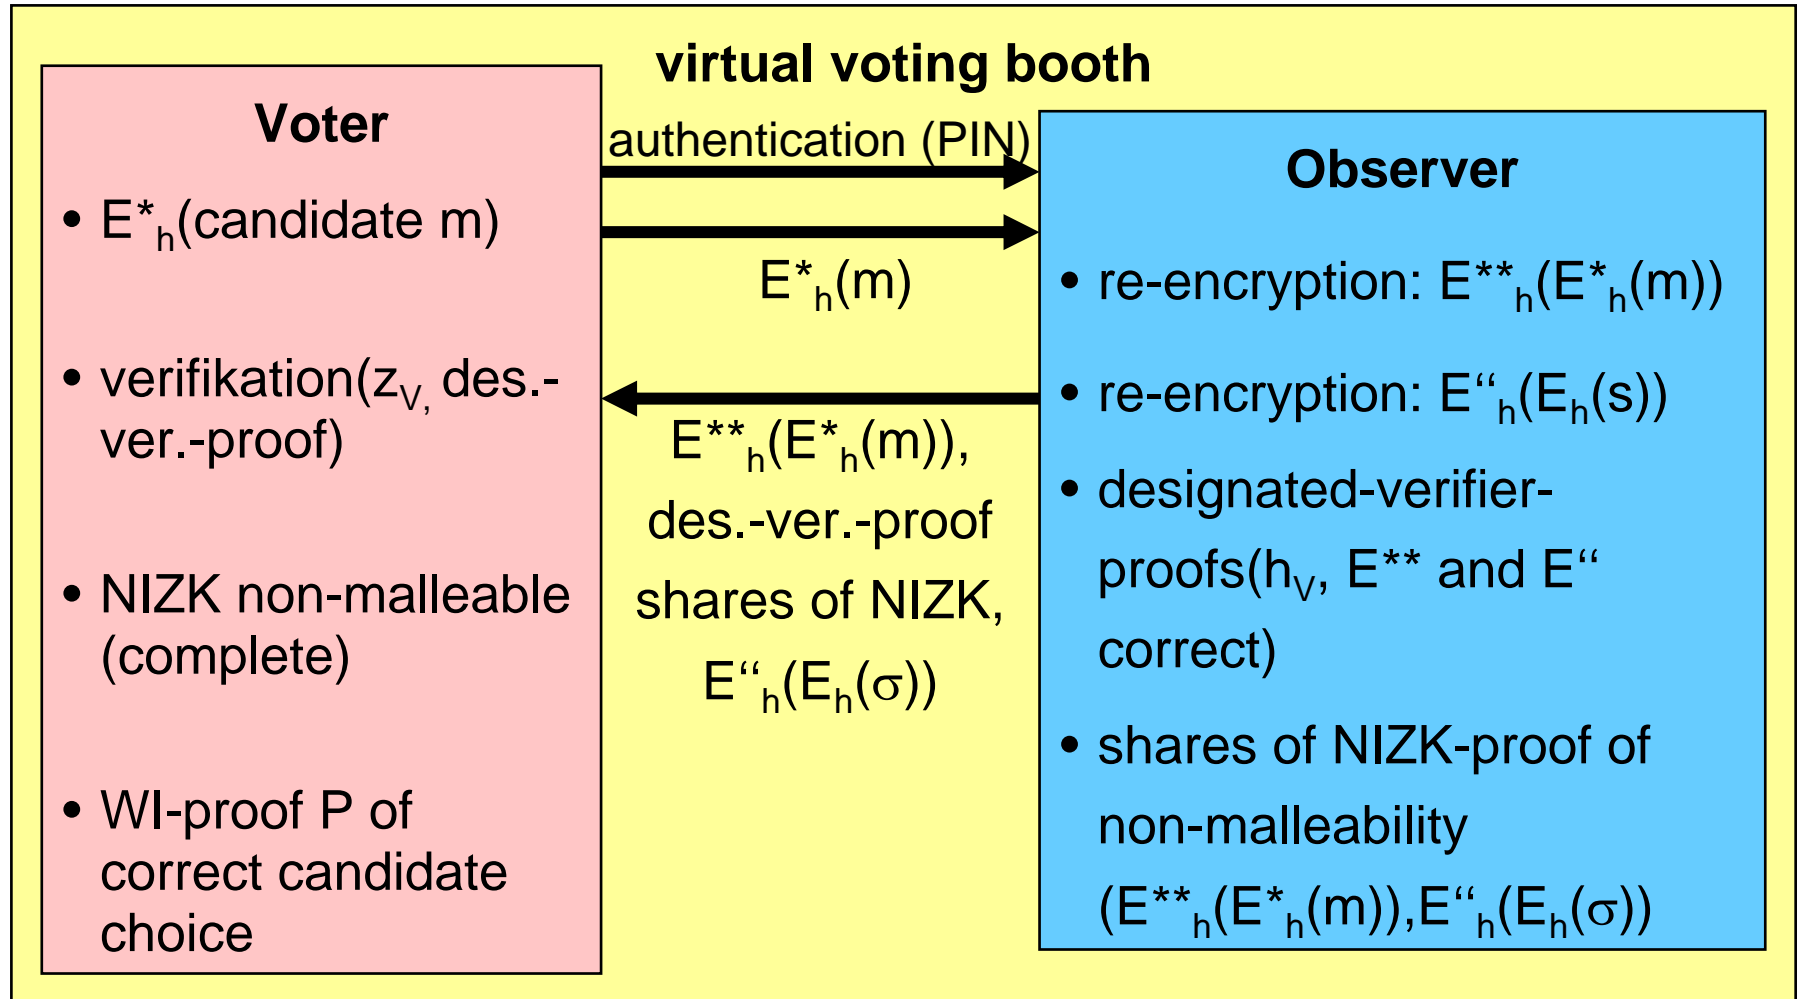 virtual voting booth
Voter
• E*h(candidate m)
• verifikation(zV, des.-
ver.-proof)
• NIZK non-malleable
(complete)
• WI-proof P of
correct candidate
choice
authentication (PIN)
E*h(m)
E**h(E*h(m)),
des.-ver.-proof
shares of NIZK,
E“h(Eh(σ))
Observer
• re-encryption: E**h(E*h(m))
• re-encryption: E“h(Eh(s))
• designated-verifier-
proofs(hV, E** and E“
correct)
• shares of NIZK-proof of
non-malleability
(E**h(E*h(m)),E“h(Eh(σ))